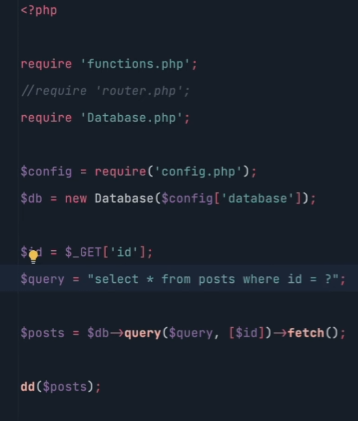 <?php
require 'functions.php';
//require 'router.php';
require 'Database.php';
$config = require('config.php');
$db = new Database($config['database']);
$id = $_GET['id'];
$query = "select * from posts where id = ?";
$posts = $db->query($query, [$id])->fetch();
dd($posts);